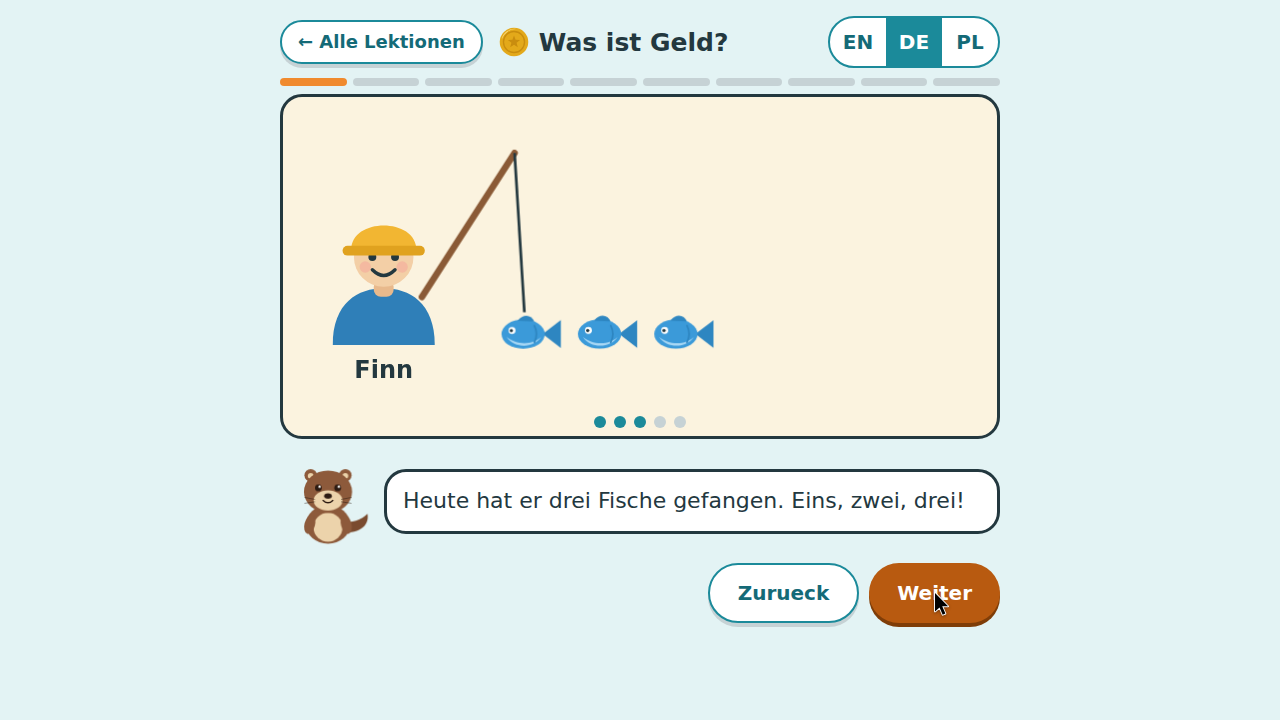 ← Alle Lektionen
Was ist Geld?
EN DE PL
Finn
Heute hat er drei Fische gefangen. Eins, zwei, drei!
Zurueck
Weiter